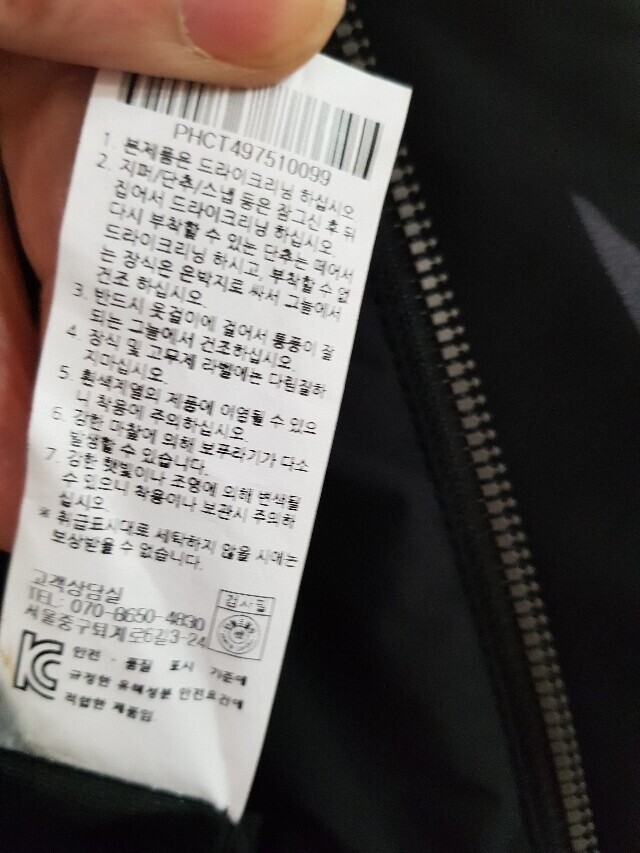 PHCT497510099
1. 본제품은 드라이크리닝 하십시오
2. 지퍼/단추/스냅 등은 잠그신 후 뒤
집어서 드라이크리닝 하십시오.
다시 부착할 수 있는 단추는 떼어서
드라이크리닝 하시고, 부착할 수 없
는 장식은 은박지로 싸서 그늘에서
건조 하십시오.
3. 반드시 옷걸이에 걸어서 통풍이 잘
되는 그늘에서 건조하십시오.
4. 장식 및 고무제 라벨에는 다림질하
지마십시오.
5. 흰색계열의 제품에 이염될 수 있으
니 착용에 주의하십시오.
6. 강한 마찰에 의해 보푸라기가 다소
발생할 수 있습니다.
7. 강한 햇빛이나 조명에 의해 변색될
수 있으니 착용이나 보관시 주의하
십시오.
* 취급표시대로 세탁하지 않을 시에는
보상받을 수 없습니다.
고객상담실
TEL: 070-8650-4830
서울중구퇴계로6길3-24
검사필
안전 · 품질 표시 기준에
규정한 유해성분 안전요건에
적합한 제품임.